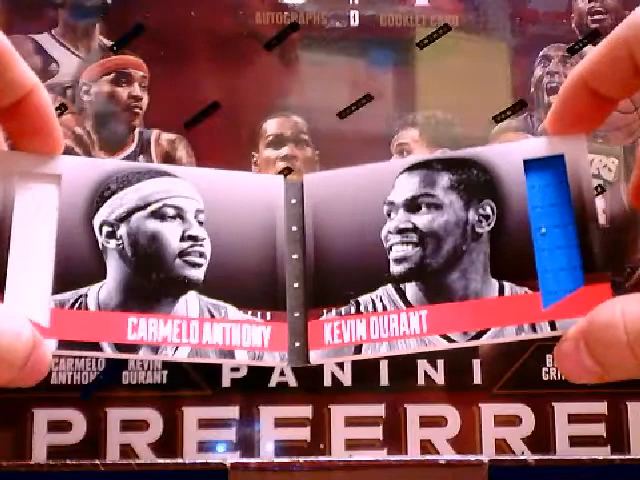 AUTOGRAPHS BOOKLET CARD
CARMELO ANTHONY
KEVIN DURANT
CARMELO ANTHONY
KEVIN DURANT
PANINI
PREFERRE